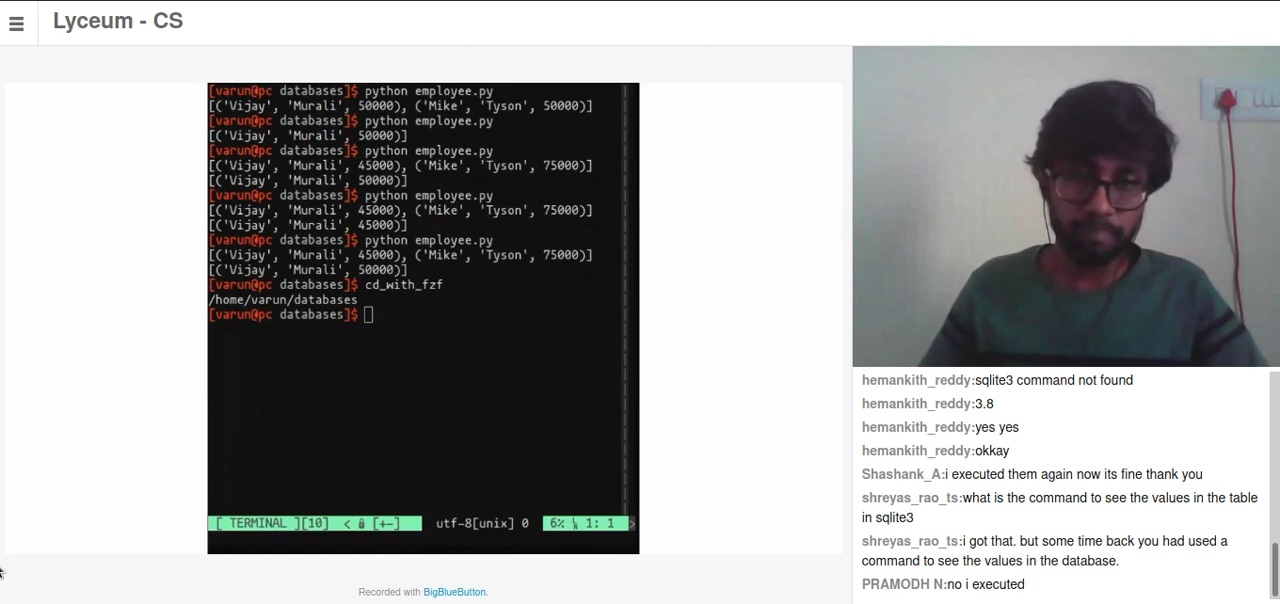 Lyceum - CS
[varun@pc databases]$ python employee.py
[('Vijay', 'Murali', 50000), ('Mike', 'Tyson', 50000)]
[varun@pc databases]$ python employee.py
[('Vijay', 'Murali', 50000)]
[varun@pc databases]$ python employee.py
[('Vijay', 'Murali', 45000), ('Mike', 'Tyson', 75000)]
[('Vijay', 'Murali', 50000)]
[varun@pc databases]$ python employee.py
[('Vijay', 'Murali', 45000), ('Mike', 'Tyson', 75000)]
[('Vijay', 'Murali', 45000)]
[varun@pc databases]$ python employee.py
[('Vijay', 'Murali', 45000), ('Mike', 'Tyson', 75000)]
[('Vijay', 'Murali', 50000)]
[varun@pc databases]$ cd_with_fzf
/home/varun/databases
[varun@pc databases]$
[ TERMINAL ][10] < [+-] utf-8[unix] 0 6% 1: 1 >
Recorded with BigBlueButton.
hemankith_reddy:sqlite3 command not found
hemankith_reddy:3.8
hemankith_reddy:yes yes
hemankith_reddy:okkay
Shashank_A:i executed them again now its fine thank you
shreyas_rao_ts:what is the command to see the values in the table
in sqlite3
shreyas_rao_ts:i got that. but some time back you had used a
command to see the values in the database.
PRAMODH N:no i executed